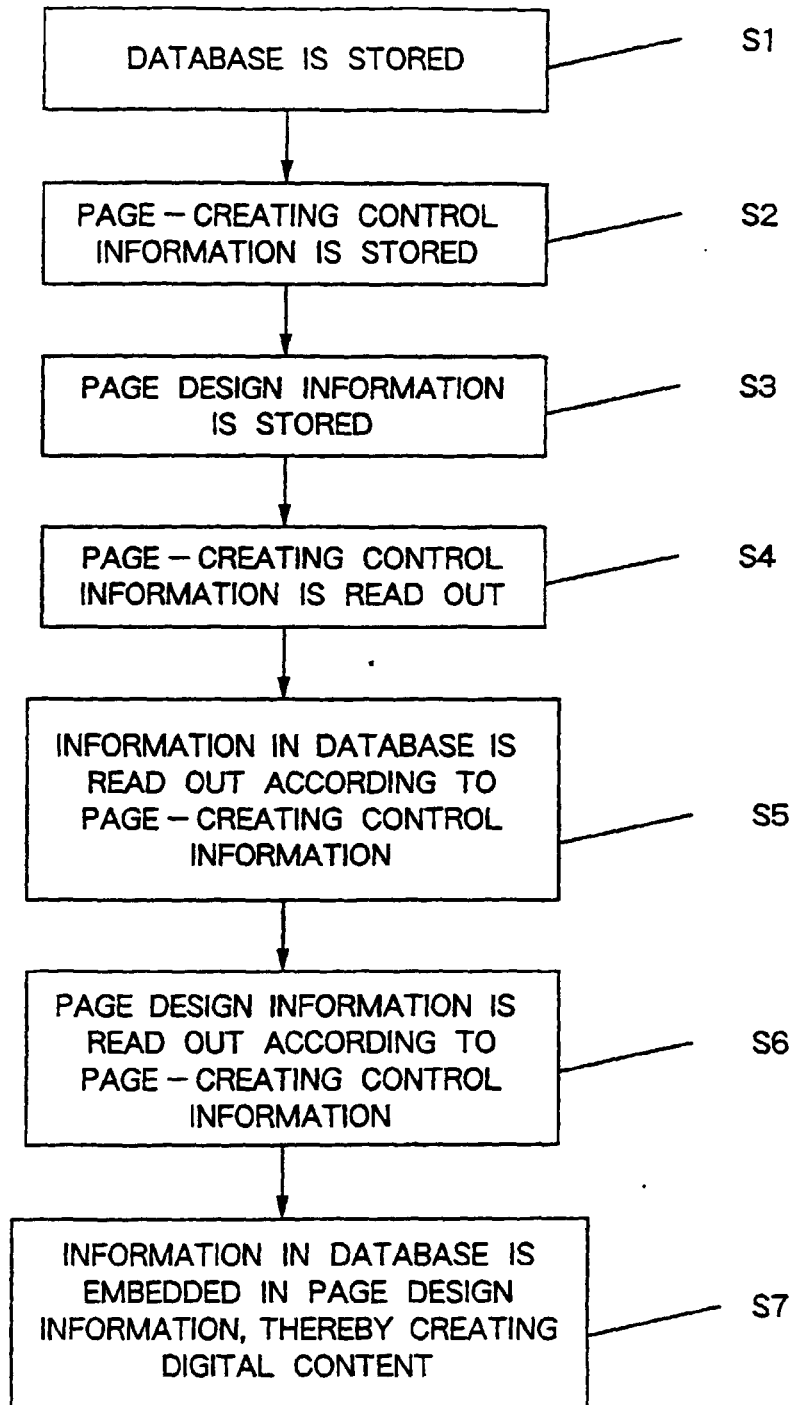 DATABASE IS STORED
S1
PAGE – CREATING CONTROL
INFORMATION IS STORED
S2
PAGE DESIGN INFORMATION
IS STORED
S3
PAGE – CREATING CONTROL
INFORMATION IS READ OUT
S4
INFORMATION IN DATABASE IS
READ OUT ACCORDING TO
PAGE – CREATING CONTROL
INFORMATION
S5
PAGE DESIGN INFORMATION IS
READ OUT ACCORDING TO
PAGE – CREATING CONTROL
INFORMATION
S6
INFORMATION IN DATABASE IS
EMBEDDED IN PAGE DESIGN
INFORMATION, THEREBY CREATING
DIGITAL CONTENT
S7